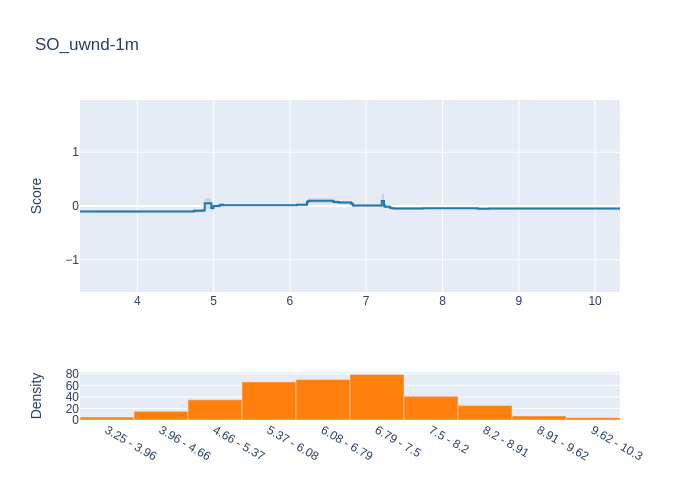 SO_uwnd-1m
Score
1
0
−1
4 5 6 7 8 9 10
Density
80
60
40
20
0
3.25 - 3.96
3.96 - 4.66
4.66 - 5.37
5.37 - 6.08
6.08 - 6.79
6.79 - 7.5
7.5 - 8.2
8.2 - 8.91
8.91 - 9.62
9.62 - 10.3